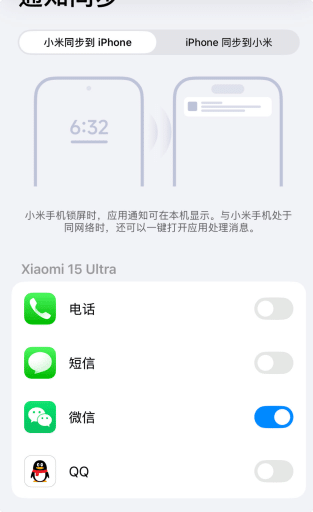 通知同步
小米同步到 iPhone
iPhone 同步到小米
6:32
小米手机锁屏时，应用通知可在本机显示。与小米手机处于
同网络时，还可以一键打开应用处理消息。
Xiaomi 15 Ultra
电话
短信
微信
QQ